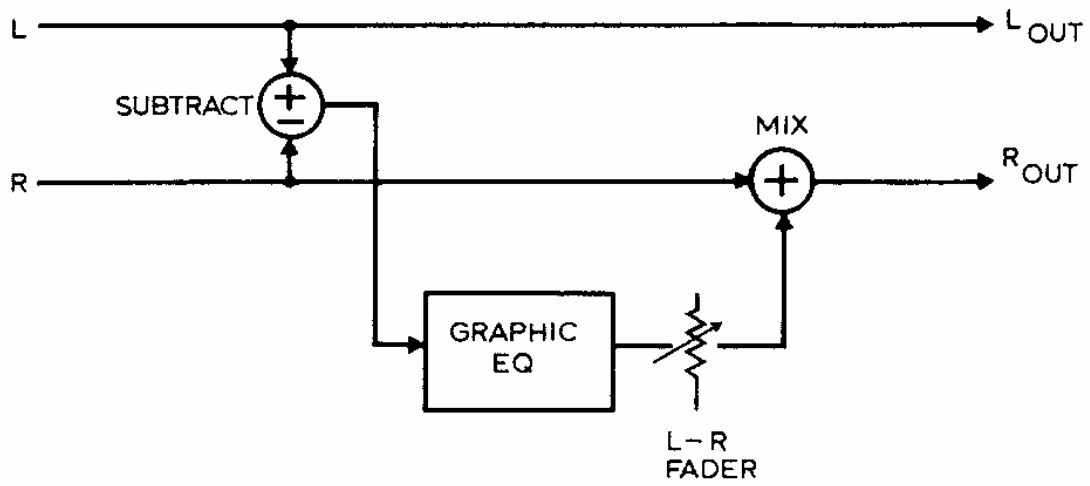 L
L OUT
SUBTRACT
+
−
MIX
R
+
R OUT
GRAPHIC
EQ
L−R
FADER